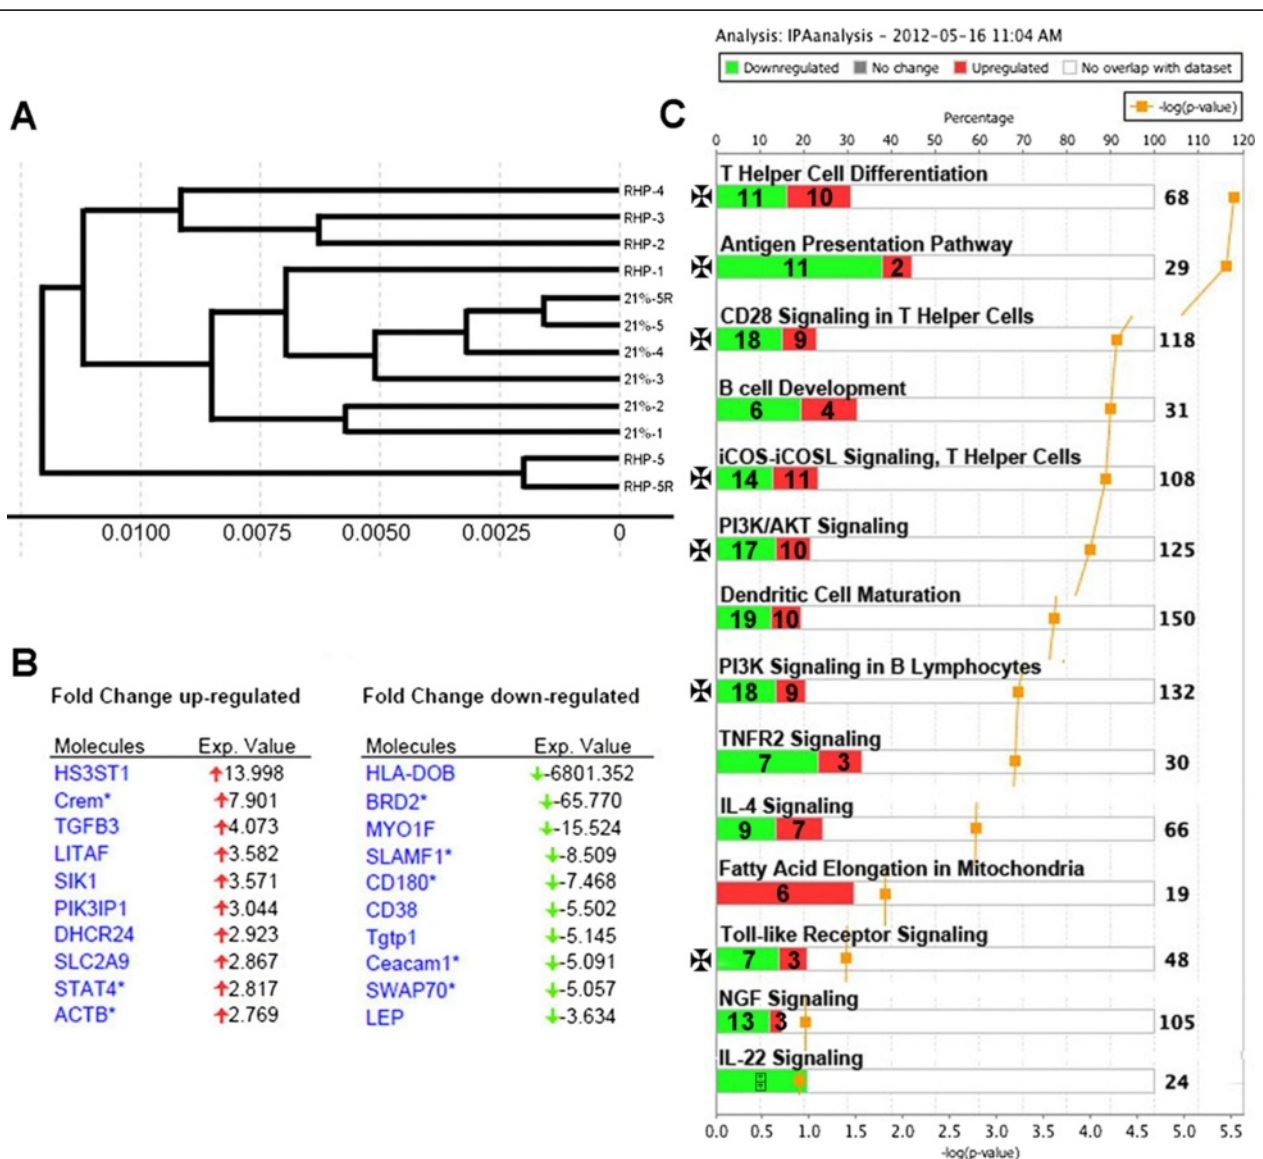 Analysis: IPAanalysis - 2012-05-16 11:04 AM
Downregulated No change Upregulated No overlap with dataset
-log(p-value)
A
RHP-4
RHP-3
RHP-2
RHP-1
21%-5R
21%-5
21%-4
21%-3
21%-2
21%-1
RHP-5
RHP-5R
0.0100 0.0075 0.0050 0.0025 0
B
Fold Change up-regulated
Molecules Exp. Value
HS3ST1 13.998
Crem* 7.901
TGFB3 4.073
LITAF 3.582
SIK1 3.571
PIK3IP1 3.044
DHCR24 2.923
SLC2A9 2.867
STAT4* 2.817
ACTB* 2.769
Fold Change down-regulated
Molecules Exp. Value
HLA-DOB -6801.352
BRD2* -65.770
MYO1F -15.524
SLAMF1* -8.509
CD180* -7.468
CD38 -5.502
Tgtp1 -5.145
Ceacam1* -5.091
SWAP70* -5.057
LEP -3.634
C
Percentage
0 10 20 30 40 50 60 70 80 90 100 120
T Helper Cell Differentiation
11 10 68
Antigen Presentation Pathway
11 2 29
CD28 Signaling in T Helper Cells
18 9 118
B cell Development
6 4 31
iCOS-iCOSL Signaling, T Helper Cells
14 11 108
PI3K/AKT Signaling
17 10 125
Dendritic Cell Maturation
19 10 150
PI3K Signaling in B Lymphocytes
18 9 132
TNFR2 Signaling
7 3 30
IL-4 Signaling
9 7 66
Fatty Acid Elongation in Mitochondria
6 19
Toll-like Receptor Signaling
7 3 48
NGF Signaling
13 3 105
IL-22 Signaling
24
0.0 0.5 1.0 1.5 2.0 2.5 3.0 3.5 4.0 4.5 5.0 5.5
-log(p-value)